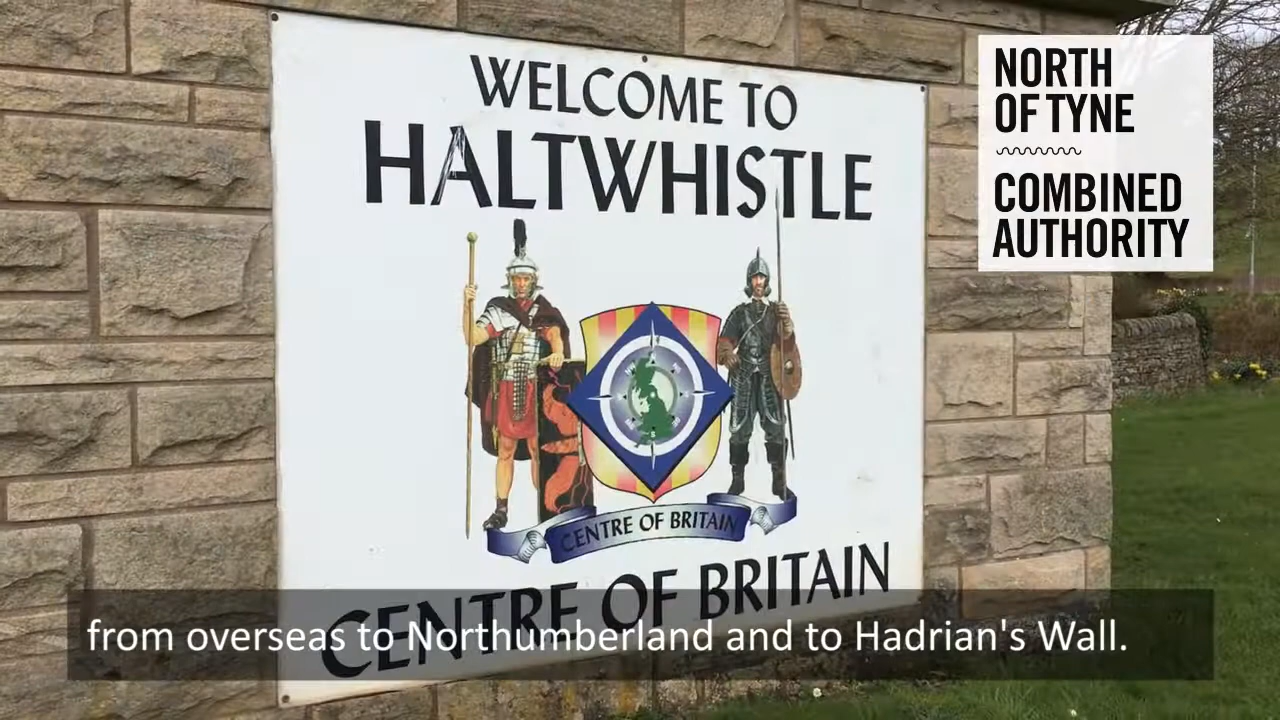 WELCOME TO
HALTWHISTLE
CENTRE OF BRITAIN
CENTRE OF BRITAIN
NORTH
OF TYNE
COMBINED
AUTHORITY
from overseas to Northumberland and to Hadrian's Wall.